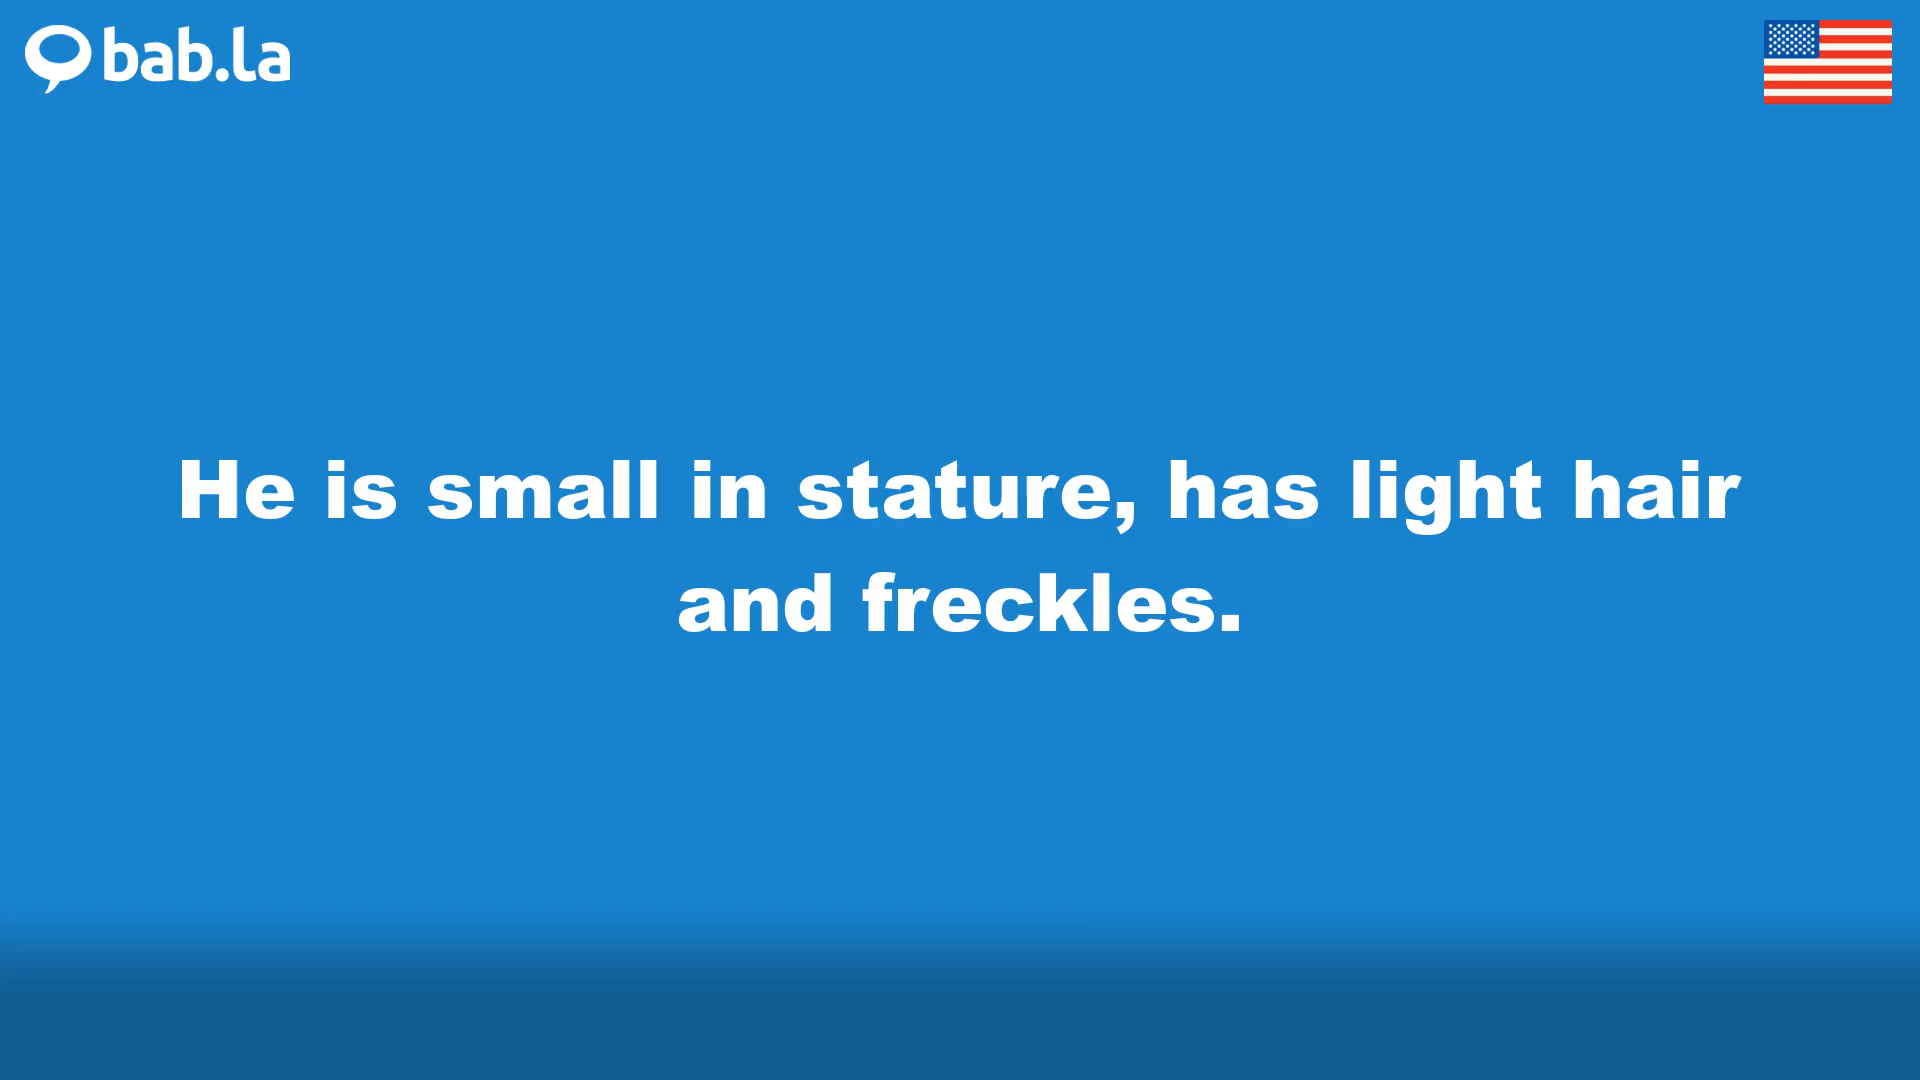 bab.la
He is small in stature, has light hair
and freckles.